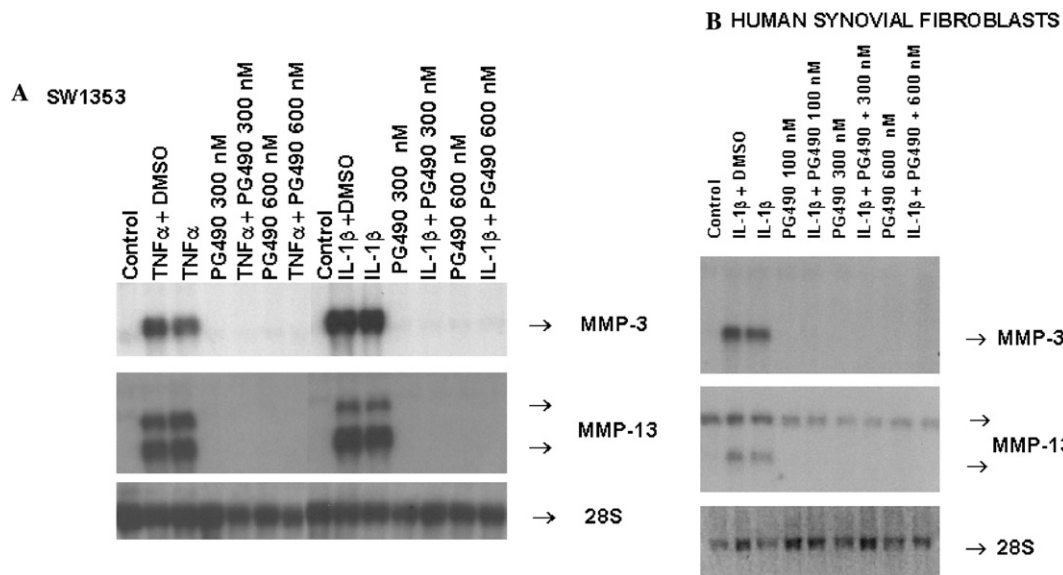 A SW1353
Control
TNFα + DMSO
TNFα
PG490 300 nM
TNFα + PG490 300 nM
PG490 600 nM
TNFα + PG490 600 nM
Control
IL-1β +DMSO
IL-1β
PG490 300 nM
IL-1β + PG490 300 nM
PG490 600 nM
IL-1β + PG490 600 nM
→ MMP-3
→
MMP-13
→
→ 28S
B HUMAN SYNOVIAL FIBROBLASTS
Control
IL-1β + DMSO
IL-1β
PG490 100 nM
IL-1β + PG490 100 nM
PG490 300 nM
IL-1β + PG490 + 300 nM
PG490 600 nM
IL-1β + PG490 + 600 nM
→ MMP-3
→
MMP-13
→
→ 28S